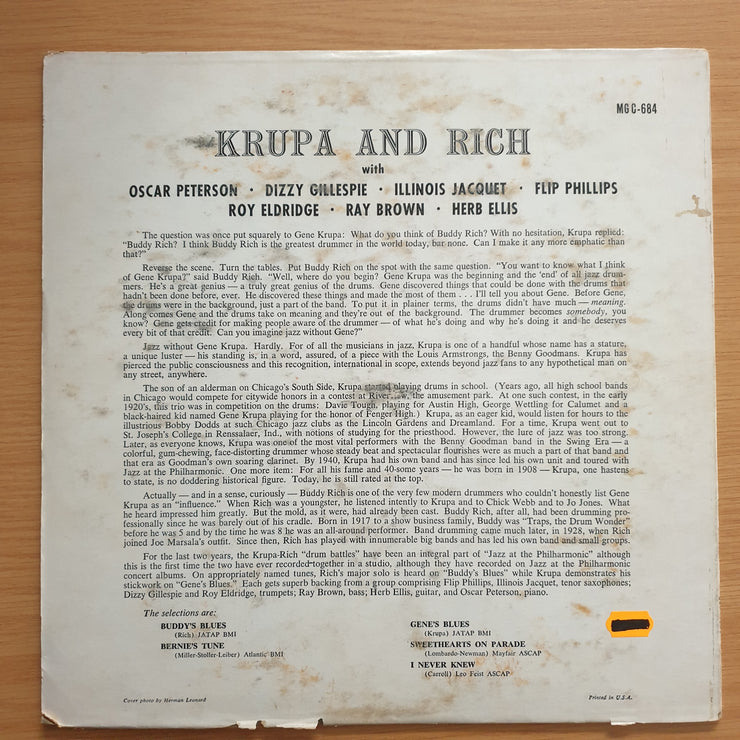 MG C-684
KRUPA AND RICH
with
OSCAR PETERSON · DIZZY GILLESPIE · ILLINOIS JACQUET · FLIP PHILLIPS
ROY ELDRIDGE · RAY BROWN · HERB ELLIS
The question was once put squarely to Gene Krupa: What do you think of Buddy Rich? With no hesitation, Krupa replied:
"Buddy Rich? I think Buddy Rich is the greatest drummer in the world today, bar none. Can I make it any more emphatic than
that?"
Reverse the scene. Turn the tables. Put Buddy Rich on the spot with the same question. "You want to know what I think
of Gene Krupa?" said Buddy Rich. "Well, where do you begin? Gene Krupa was the beginning and the 'end' of all jazz drum-
mers. He's a great genius — a truly great genius of the drums. Gene discovered things that could be done with the drums that
hadn't been done before, ever. He discovered these things and made the most of them . . . I'll tell you about Gene. Before Gene,
the drums were in the background, just a part of the band. To put it in plainer terms, the drums didn't have much — meaning.
Along comes Gene and the drums take on meaning and they're out of the background. The drummer becomes somebody, you
know? Gene gets credit for making people aware of the drummer — of what he's doing and why he's doing it and he deserves
every bit of that credit. Can you imagine jazz without Gene?"
Jazz without Gene Krupa. Hardly. For of all the musicians in jazz, Krupa is one of a handful whose name has a stature,
a unique luster — his standing is, in a word, assured, of a piece with the Louis Armstrongs, the Benny Goodmans. Krupa has
pierced the public consciousness and this recognition, international in scope, extends beyond jazz fans to any hypothetical man on
any street, anywhere.
The son of an alderman on Chicago's South Side, Krupa started playing drums in school. (Years ago, all high school bands
in Chicago would compete for citywide honors in a contest at River, the amusement park. At one such contest, in the early
1920's, this trio was in competition on the drums: Dave Tough, playing for Austin High, George Wettling for Calumet and a
black-haired kid named Gene Krupa playing for the honor of Fenger High.) Krupa, as an eager kid, would listen for hours to the
illustrious Bobby Dodds at such Chicago jazz clubs as the Lincoln Gardens and Dreamland. For a time, Krupa went out to
St. Joseph's College in Renssalaer, Ind., with notions of studying for the priesthood. However, the lure of jazz was too strong.
Later, as everyone knows, Krupa was one of the most vital performers with the Benny Goodman band in the Swing Era — a
colorful, gum-chewing, face-distorting drummer whose steady beat and spectacular flourishes were as much a part of that band and
that era as Goodman's own soaring clarinet. By 1940, Krupa had his own band and has since led his own unit and toured with
Jazz at the Philharmonic. One more item: For all his fame and 40-some years — he was born in 1908 — Krupa, one hastens
to state, is no doddering historical figure. Today, he is still rated at the top.
Actually — and in a sense, curiously — Buddy Rich is one of the very few modern drummers who couldn't honestly list Gene
Krupa as an "influence." When Rich was a youngster, he listened intently to Krupa and to Chick Webb and to Jo Jones. What
he heard impressed him greatly. But the mold, as it were, had already been cast. Buddy Rich, after all, had been drumming pro-
fessionally since he was barely out of his cradle. Born in 1917 to a show business family, Buddy was "Traps, the Drum Wonder"
before he was 5 and by the time he was 8 he was an all-around performer. Band drumming came much later, in 1928, when Rich
joined Joe Marsala's outfit. Since then, Rich has played with innumerable big bands and has led his own band and small groups.
For the last two years, the Krupa-Rich "drum battles" have been an integral part of "Jazz at the Philharmonic" although
this is the first time the two have ever recorded together in a studio, although they have recorded on Jazz at the Philharmonic
concert albums. On appropriately named tunes, Rich's major solo is heard on "Buddy's Blues" while Krupa demonstrates his
stickwork on "Gene's Blues." Each gets superb backing from a group comprising Flip Phillips, Illinois Jacquet, tenor saxophones;
Dizzy Gillespie and Roy Eldridge, trumpets; Ray Brown, bass; Herb Ellis, guitar, and Oscar Peterson, piano.
The selections are:
BUDDY'S BLUES
(Rich) JATAP BMI
BERNIE'S TUNE
(Miller-Stoller-Leiber) Atlantic BMI
GENE'S BLUES
(Krupa) JATAP BMI
SWEETHEARTS ON PARADE
(Lombardo-Newman) Mayfair ASCAP
I NEVER KNEW
(Carroll) Leo Feist ASCAP
Cover photo by Herman Leonard
Printed in U.S.A.